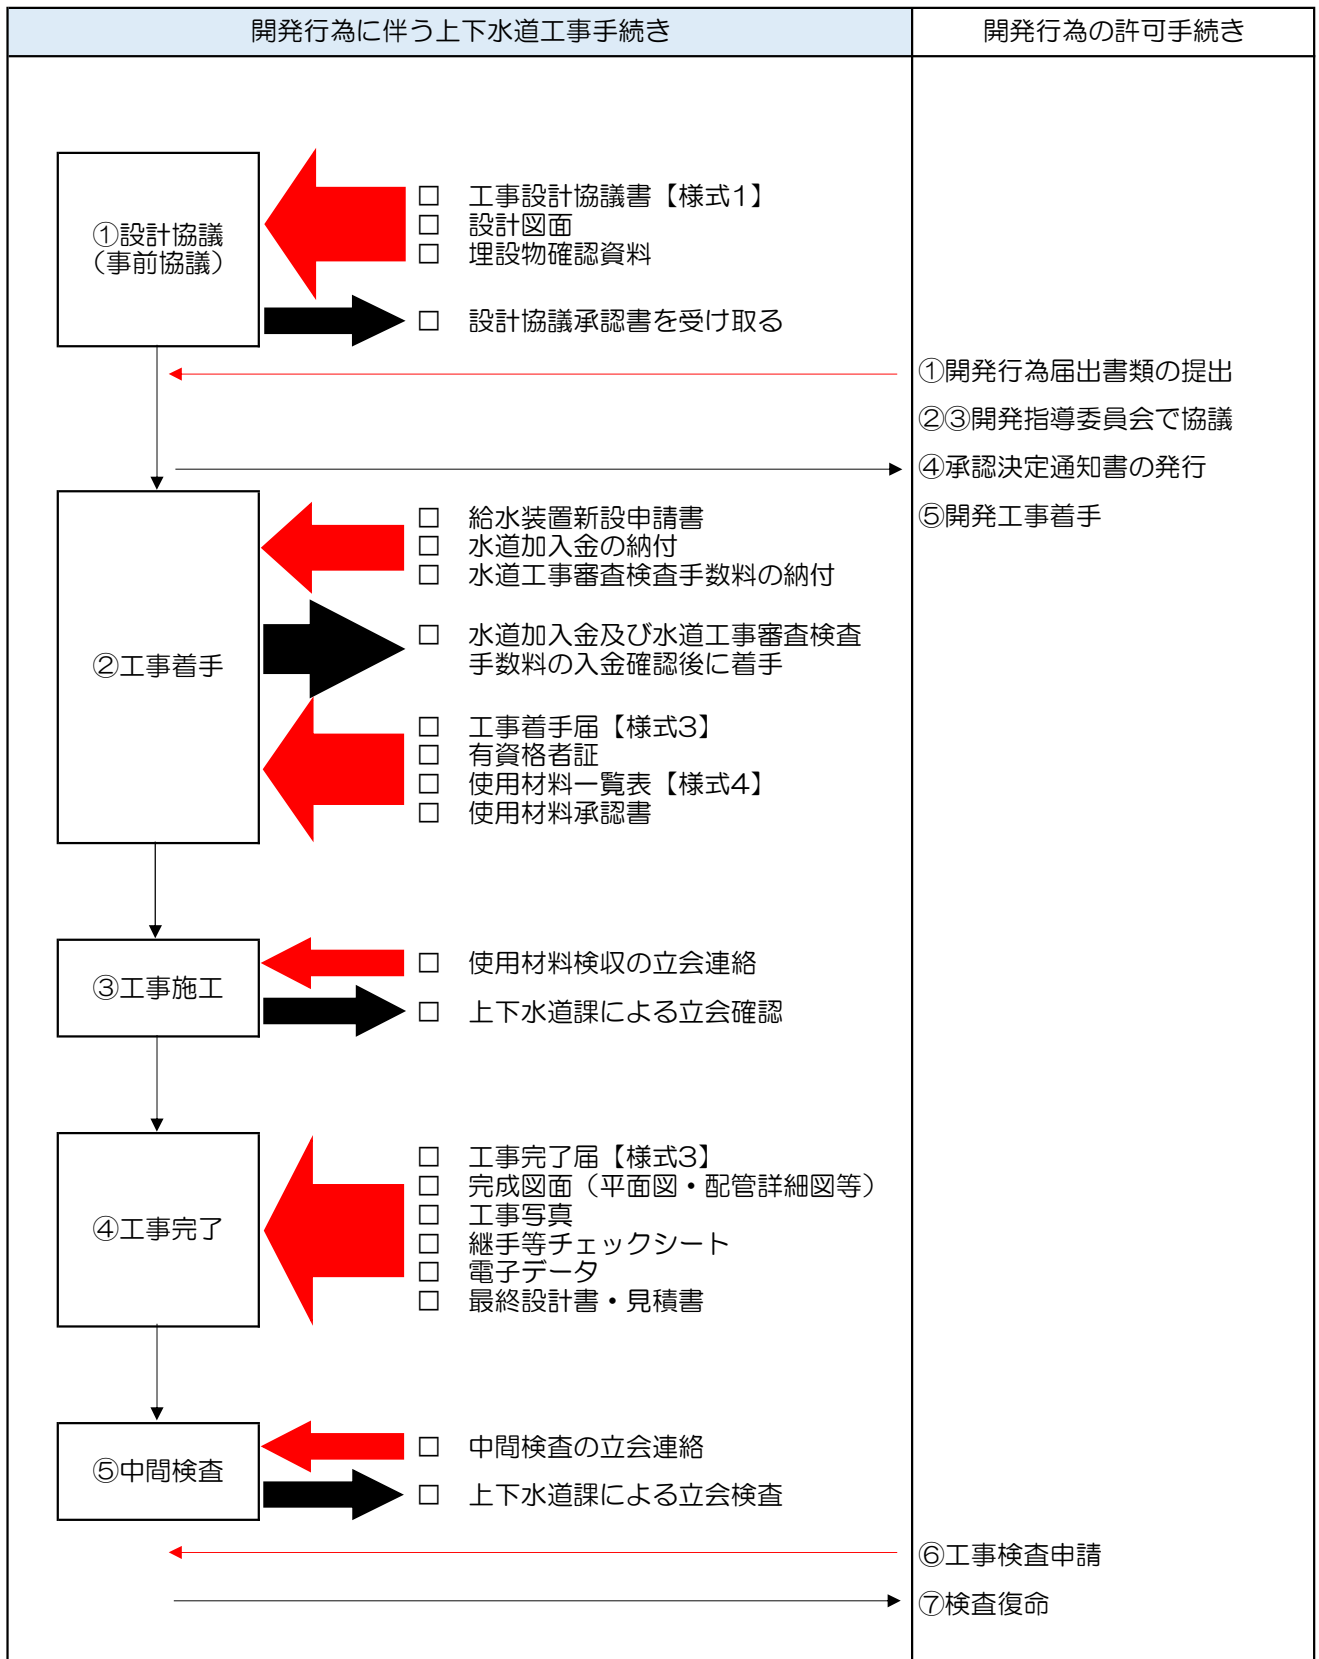 開発行為に伴う上下水道工事手続き
開発行為の許可手続き
①設計協議
（事前協議）
□ 工事設計協議書【様式1】
□ 設計図面
□ 埋設物確認資料
□ 設計協議承認書を受け取る
①開発行為届出書類の提出
②③開発指導委員会で協議
④承認決定通知書の発行
⑤開発工事着手
②工事着手
□ 給水装置新設申請書
□ 水道加入金の納付
□ 水道工事審査検査手数料の納付
□ 水道加入金及び水道工事審査検査
手数料の入金確認後に着手
□ 工事着手届【様式3】
□ 有資格者証
□ 使用材料一覧表【様式4】
□ 使用材料承認書
③工事施工
□ 使用材料検収の立会連絡
□ 上下水道課による立会確認
④工事完了
□ 工事完了届【様式3】
□ 完成図面（平面図・配管詳細図等）
□ 工事写真
□ 継手等チェックシート
□ 電子データ
□ 最終設計書・見積書
⑤中間検査
□ 中間検査の立会連絡
□ 上下水道課による立会検査
⑥工事検査申請
⑦検査復命